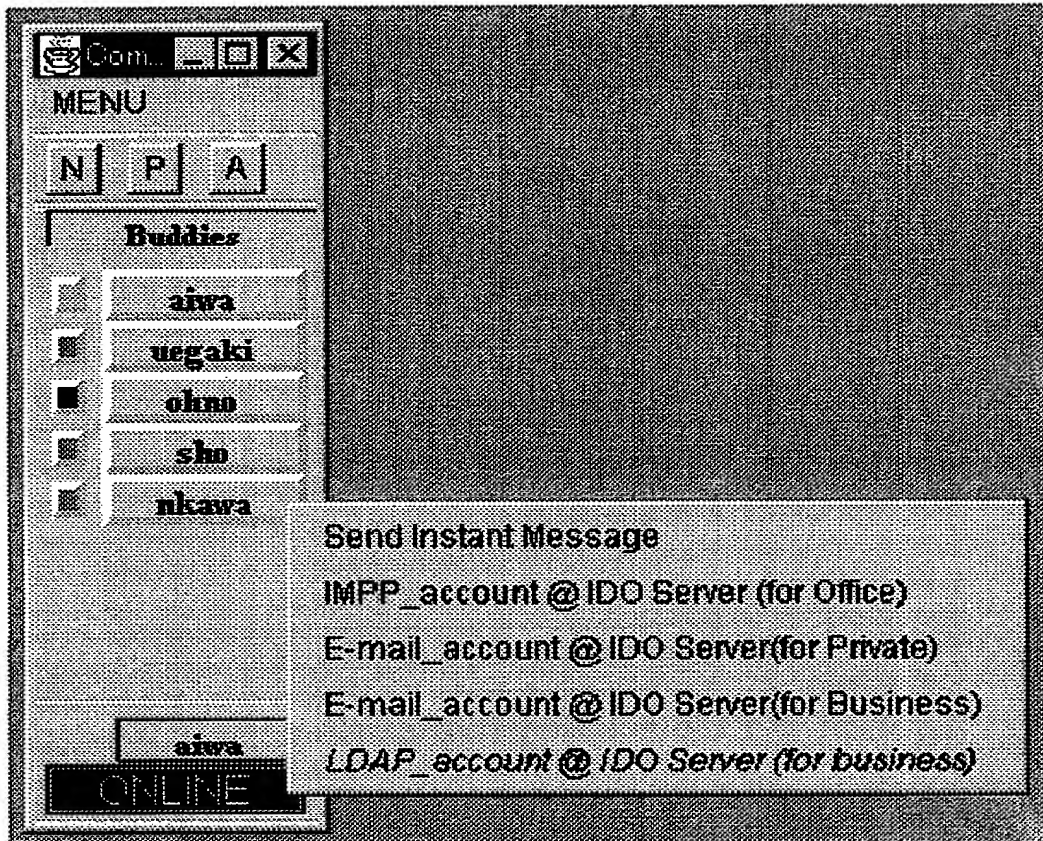 Com...
MENU
N P A
Buddies
aiwa
uegaki
ohno
sho
nkawa
Send Instant Message
IMPP_account @ IDO Server (for Office)
E-mail_account @ IDO Server(for Private)
E-mail_account @ IDO Server(for Business)
LDAP_account @ IDO Server (for business)
aiwa
ONLINE